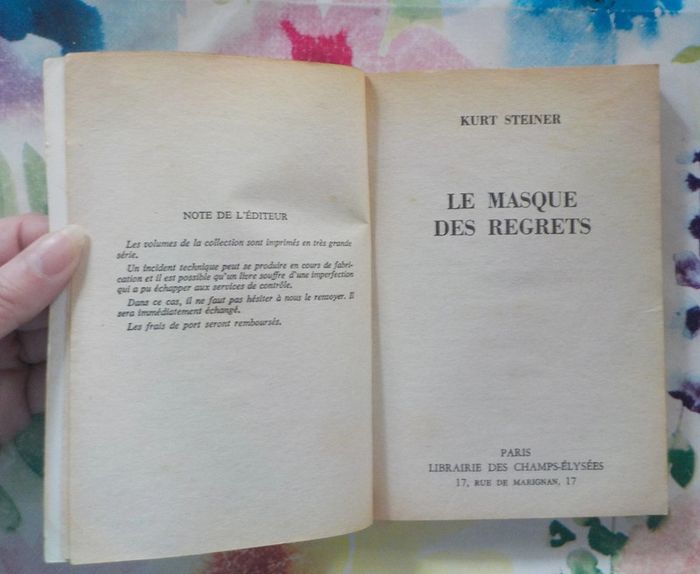 NOTE DE L'ÉDITEUR
Les volumes de la collection sont imprimés en très grande
série.
Un incident technique peut se produire en cours de fabri-
cation et il est possible qu'un livre souffre d'une imperfection
qui a pu échapper aux services de contrôle.
Dans ce cas, il ne faut pas hésiter à nous le renvoyer. Il
sera immédiatement échangé.
Les frais de port seront remboursés.
KURT STEINER
LE MASQUE
DES REGRETS
PARIS
LIBRAIRIE DES CHAMPS-ÉLYSÉES
17, RUE DE MARIGNAN, 17